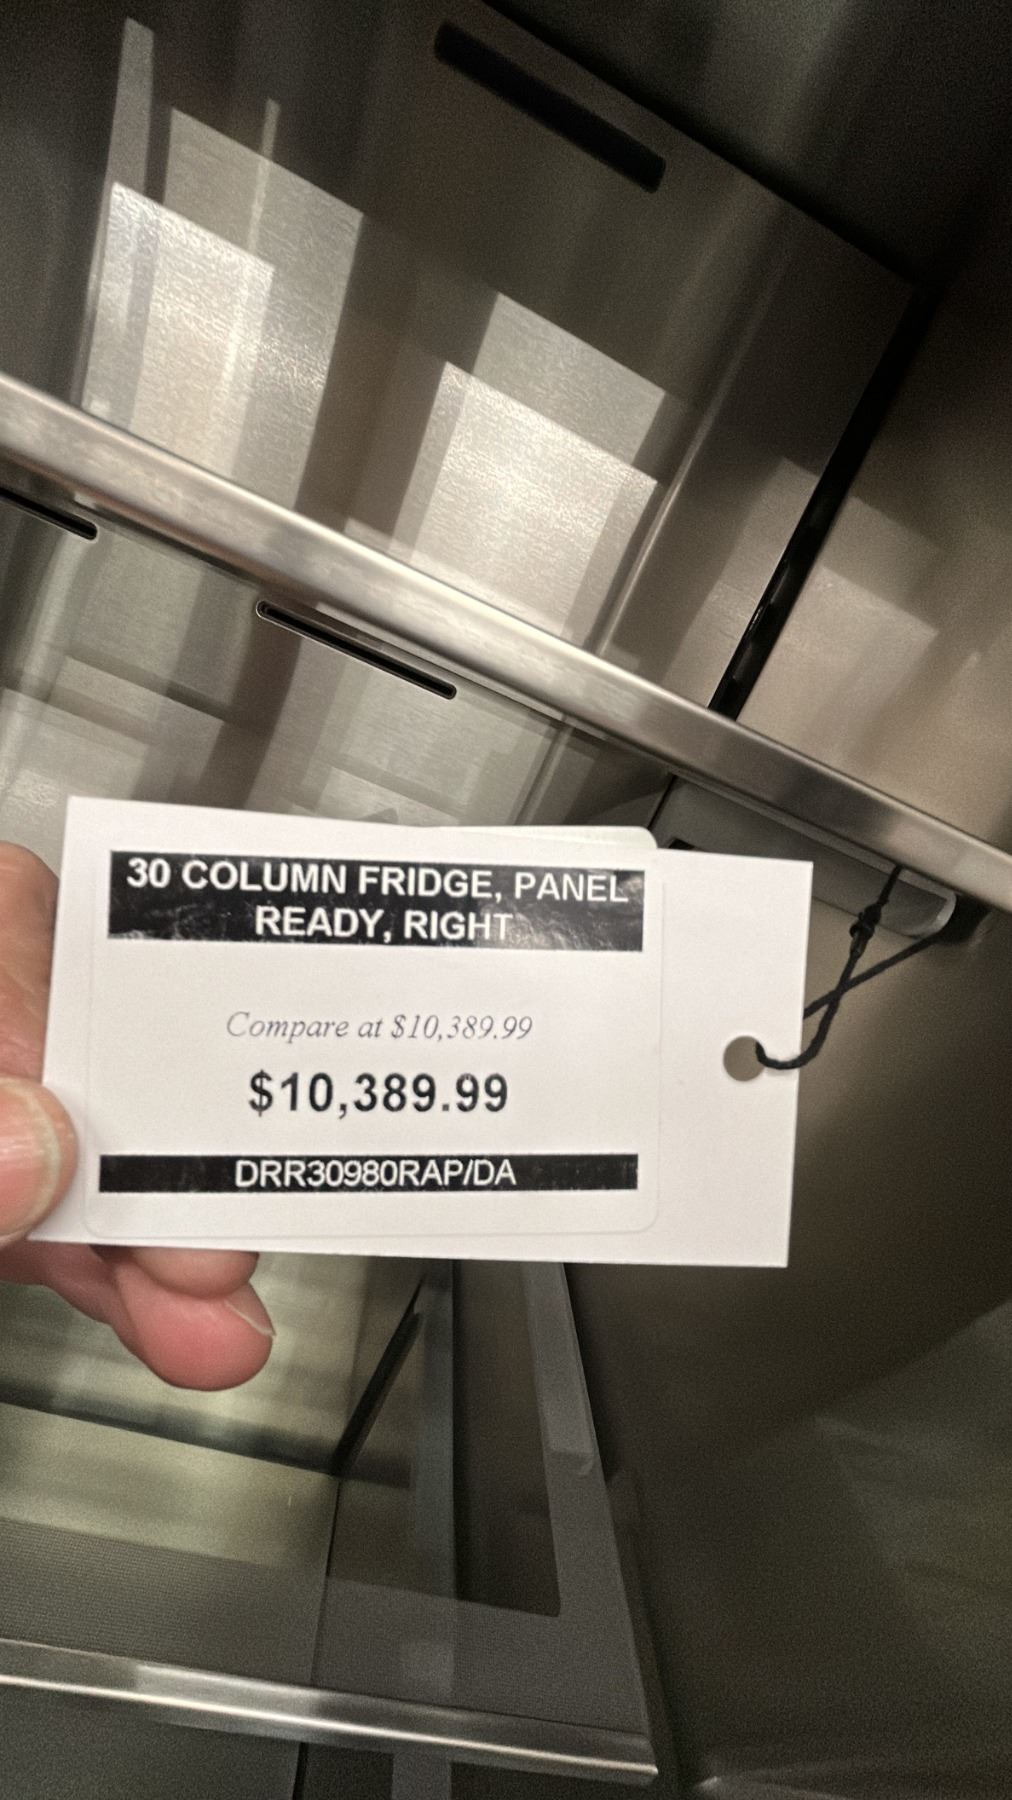 30 COLUMN FRIDGE, PANEL
READY, RIGHT
Compare at $10,389.99
$10,389.99
DRR30980RAP/DA